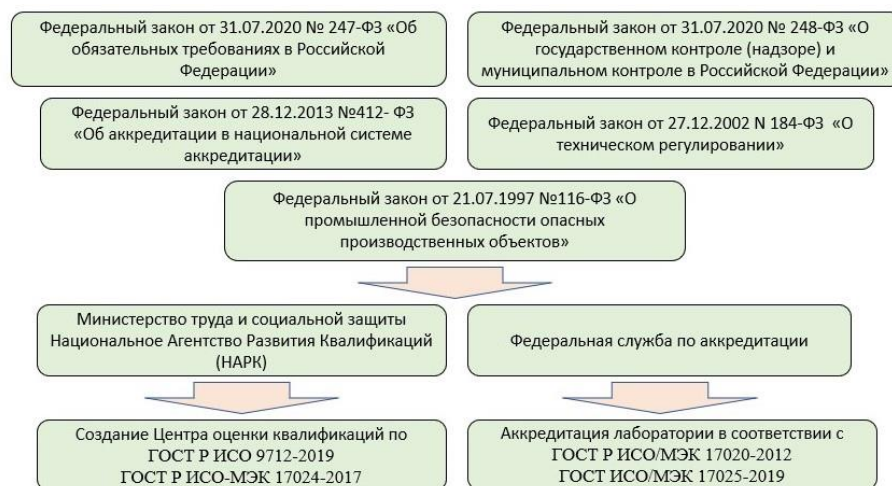 Федеральный закон от 31.07.2020 № 247-ФЗ «Об
обязательных требованиях в Российской
Федерации»
Федеральный закон от 31.07.2020 № 248-ФЗ «О
государственном контроле (надзоре) и
муниципальном контроле в Российской Федерации»
Федеральный закон от 28.12.2013 №412- ФЗ
«Об аккредитации в национальной системе
аккредитации»
Федеральный закон от 27.12.2002 N 184-ФЗ «О
техническом регулировании»
Федеральный закон от 21.07.1997 №116-ФЗ «О
промышленной безопасности опасных
производственных объектов»
Министерство труда и социальной защиты
Национальное Агентство Развития Квалификаций
(НАРК)
Федеральная служба по аккредитации
Создание Центра оценки квалификаций по
ГОСТ Р ИСО 9712-2019
ГОСТ Р ИСО-МЭК 17024-2017
Аккредитация лаборатории в соответствии с
ГОСТ Р ИСО/МЭК 17020-2012
ГОСТ ИСО/МЭК 17025-2019